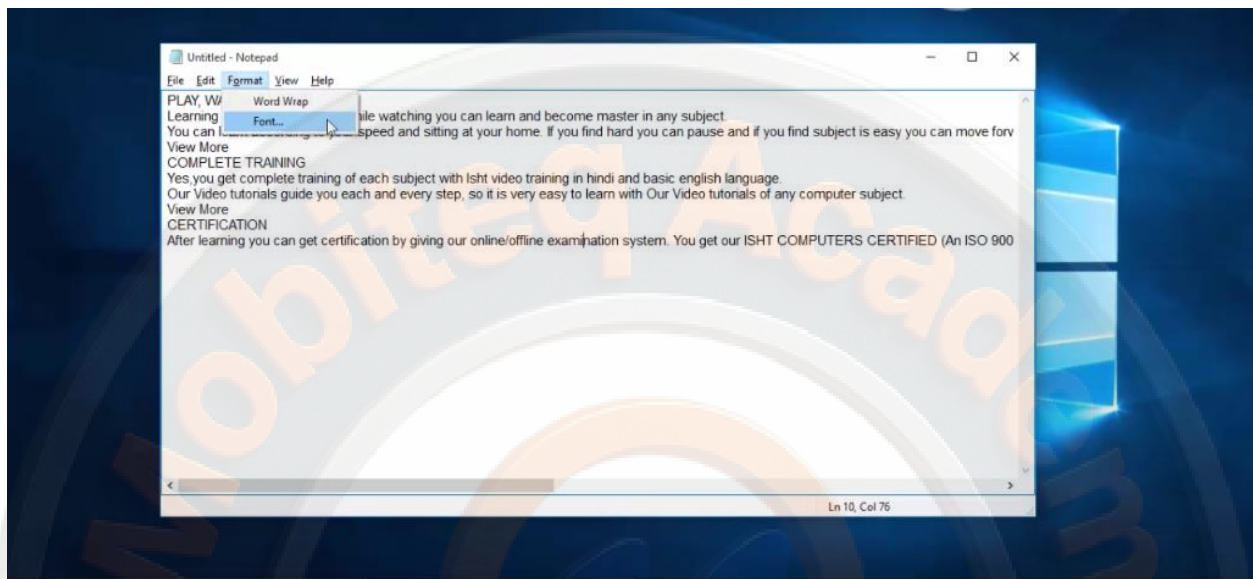 Untitled - Notepad
File Edit Format View Help
Word Wrap
Font...
PLAY,
Learning ile watching you can learn and become master in any subject.
You can speed and sitting at your home. If you find hard you can pause and if you find subject is easy you can move forv
View More
COMPLETE TRAINING
Yes,you get complete training of each subject with Isht video training in hindi and basic english language.
Our Video tutorials guide you each and every step, so it is very easy to learn with Our Video tutorials of any computer subject.
View More
CERTIFICATION
After learning you can get certification by giving our online/offline examination system. You get our ISHT COMPUTERS CERTIFIED (An ISO 900
Ln 10, Col 76
Mobiteq Academ